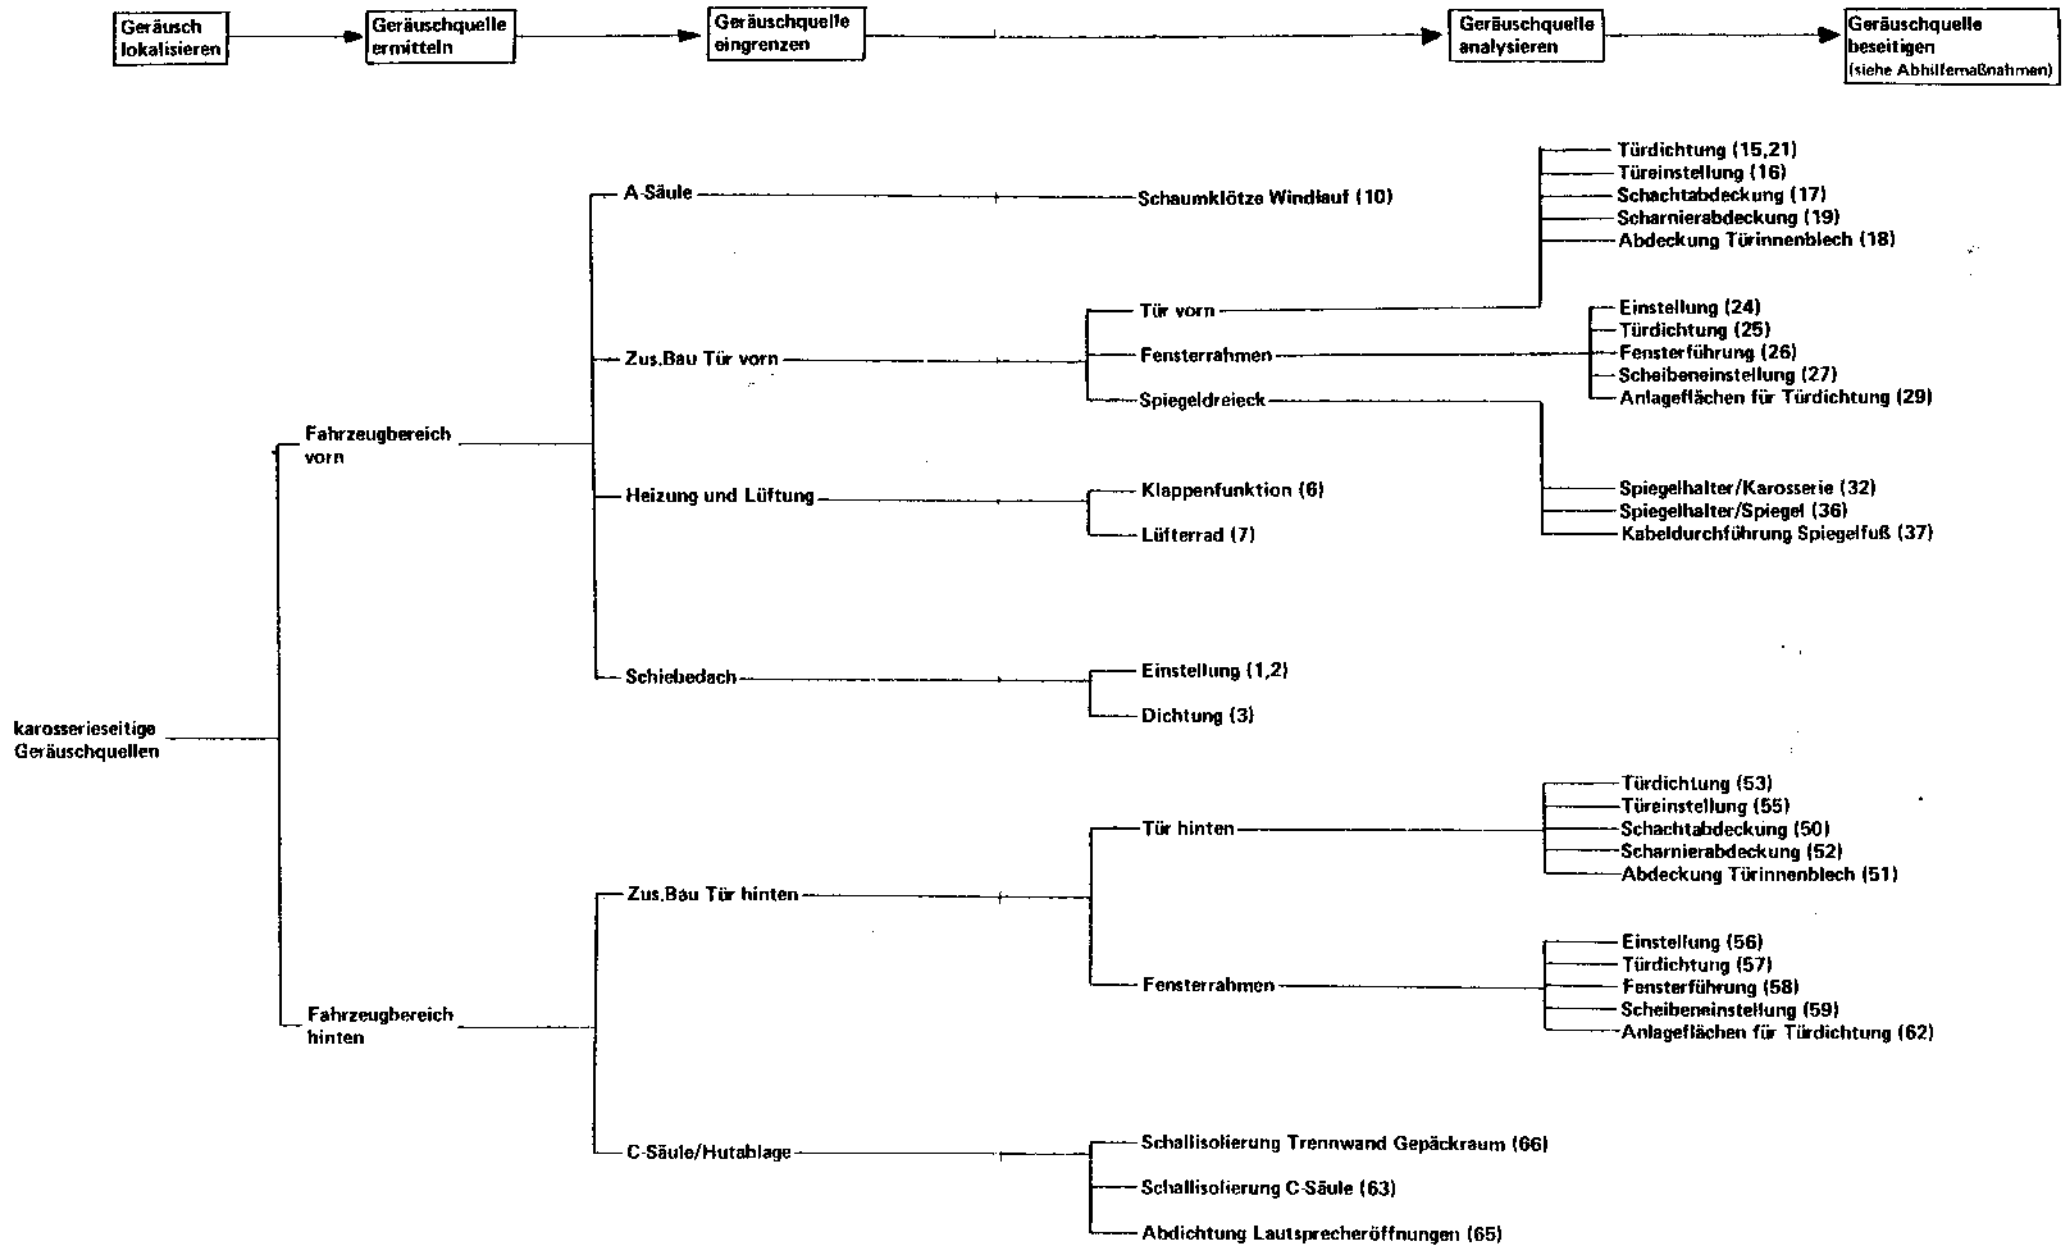 Geräusch
lokalisieren
Geräuschquelle
ermitteln
Geräuschquelle
eingrenzen
Geräuschquelle
analysieren
Geräuschquelle
beseitigen
(siehe Abhilfemaßnahmen)
karosserieseitige
Geräuschquellen
Fahrzeugbereich
vorn
A-Säule
Schaumklötze Windlauf (10)
Zus.Bau Tür vorn
Tür vorn
Türdichtung (15,21)
Türeinstellung (16)
Schachtabdeckung (17)
Scharnierabdeckung (19)
Abdeckung Türinnenblech (18)
Fensterrahmen
Einstellung (24)
Türdichtung (25)
Fensterführung (26)
Scheibeneinstellung (27)
Anlageflächen für Türdichtung (29)
Spiegeldreieck
Spiegelhalter/Karosserie (32)
Spiegelhalter/Spiegel (36)
Kabeldurchführung Spiegelfuß (37)
Heizung und Lüftung
Klappenfunktion (6)
Lüfterrad (7)
Schiebedach
Einstellung (1,2)
Dichtung (3)
Fahrzeugbereich
hinten
Zus.Bau Tür hinten
Tür hinten
Türdichtung (53)
Türeinstellung (55)
Schachtabdeckung (50)
Scharnierabdeckung (52)
Abdeckung Türinnenblech (51)
Fensterrahmen
Einstellung (56)
Türdichtung (57)
Fensterführung (58)
Scheibeneinstellung (59)
Anlageflächen für Türdichtung (62)
C-Säule/Hutablage
Schallisolierung Trennwand Gepäckraum (66)
Schallisolierung C-Säule (63)
Abdichtung Lautsprecheröffnungen (65)